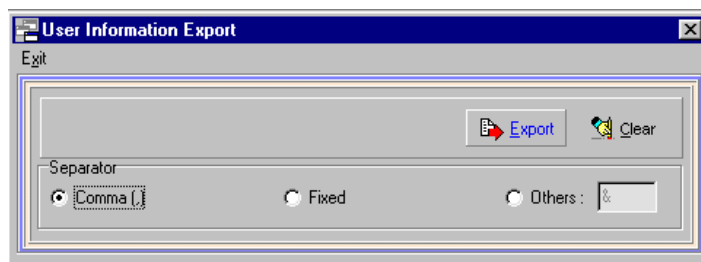 User Information Export
Exit
Export Clear
Separator
Comma (,) Fixed Others : &